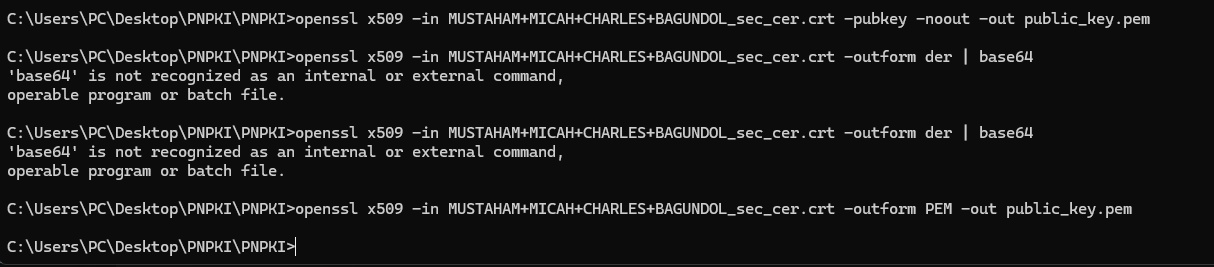 C:\Users\PC\Desktop\PNPKI\PNPKI>openssl x509 -in MUSTAHAM+MICAH+CHARLES+BAGUNDOL_sec_cer.crt -pubkey -noout -out public_key.pem
C:\Users\PC\Desktop\PNPKI\PNPKI>openssl x509 -in MUSTAHAM+MICAH+CHARLES+BAGUNDOL_sec_cer.crt -outform der | base64
'base64' is not recognized as an internal or external command,
operable program or batch file.
C:\Users\PC\Desktop\PNPKI\PNPKI>openssl x509 -in MUSTAHAM+MICAH+CHARLES+BAGUNDOL_sec_cer.crt -outform der | base64
'base64' is not recognized as an internal or external command,
operable program or batch file.
C:\Users\PC\Desktop\PNPKI\PNPKI>openssl x509 -in MUSTAHAM+MICAH+CHARLES+BAGUNDOL_sec_cer.crt -outform PEM -out public_key.pem
C:\Users\PC\Desktop\PNPKI\PNPKI>